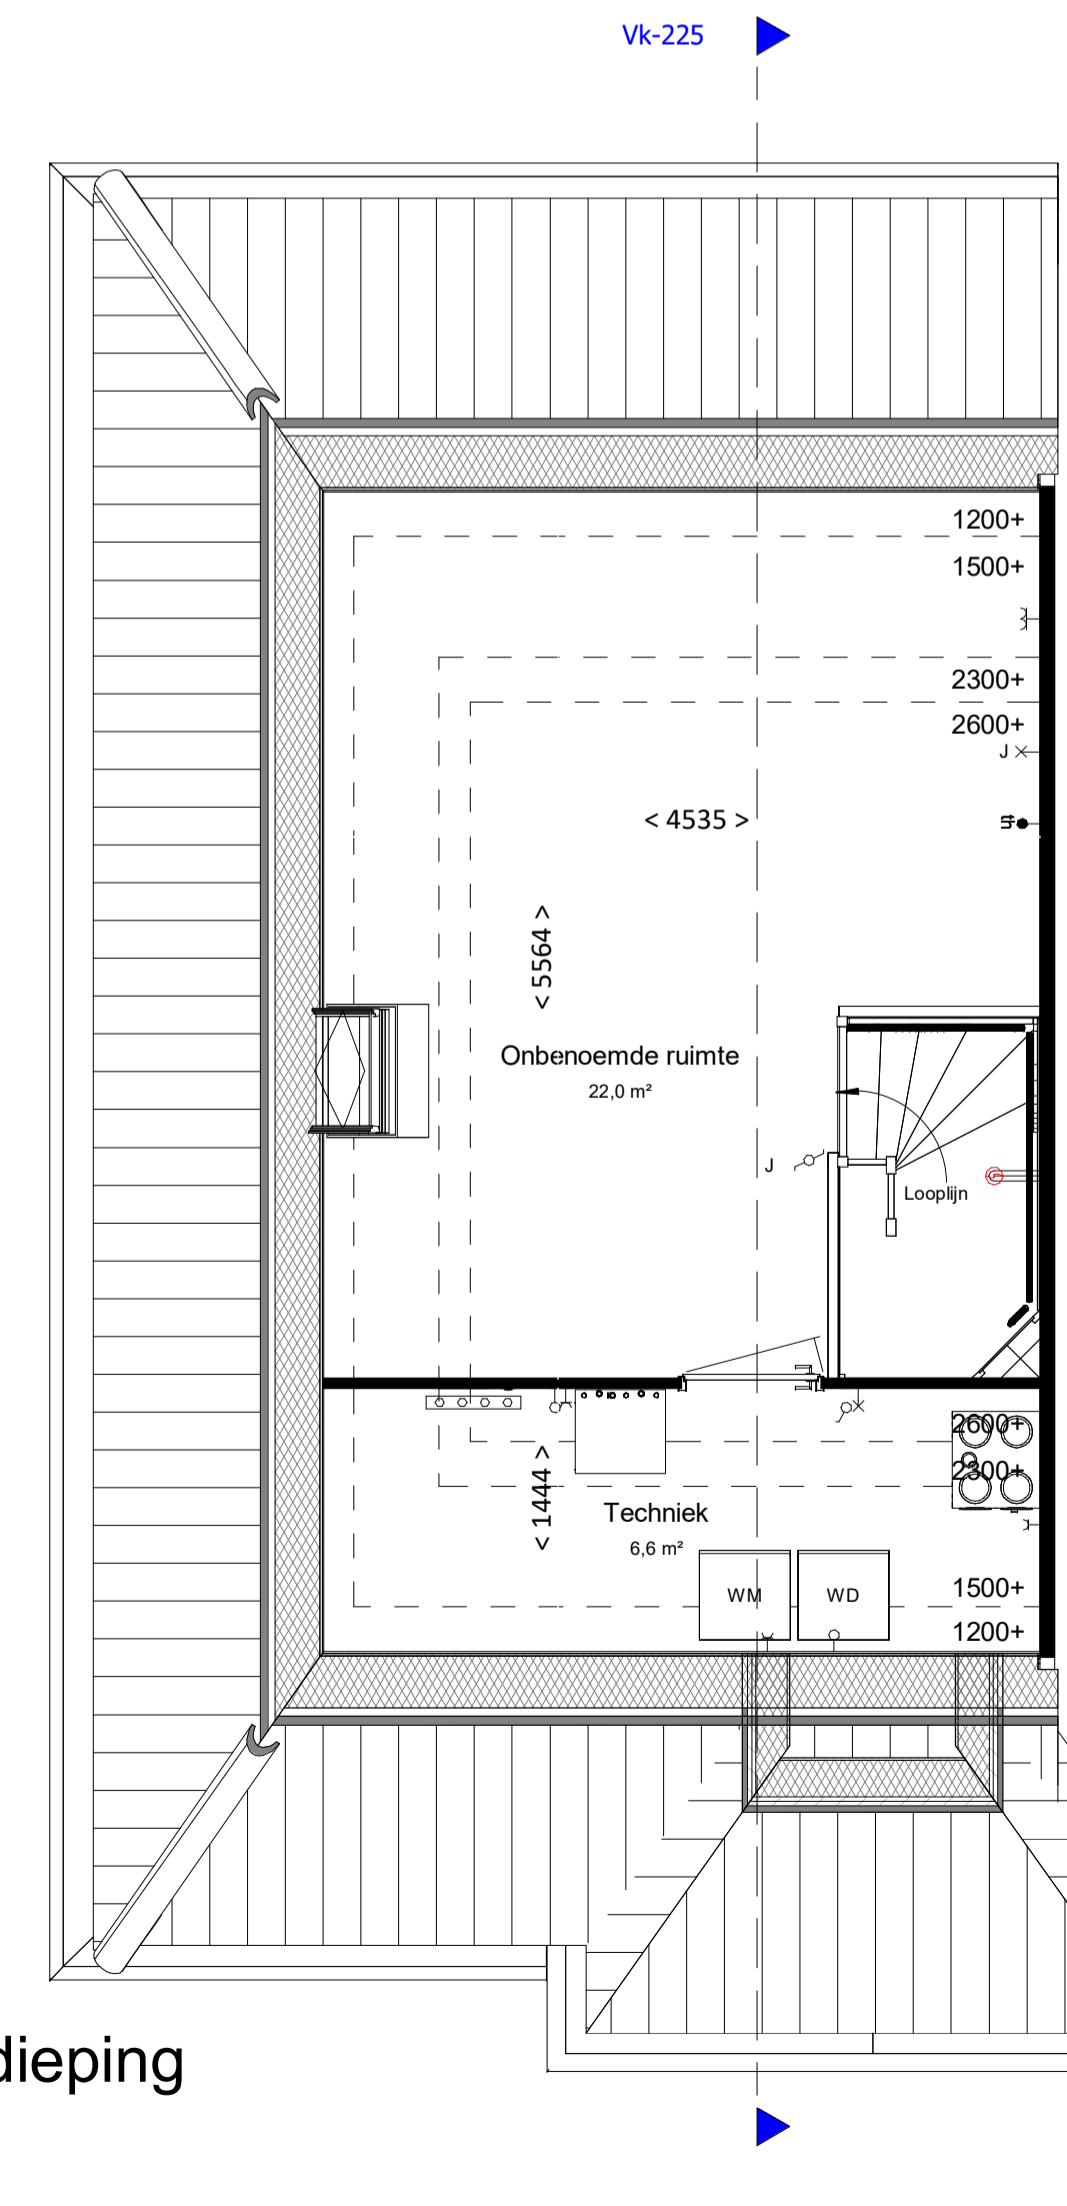 Vk-225
1200+
1500+
2300+
2600+
J
< 4535 >
< 5564 >
Onbenoemde ruimte
22,0 m²
J
Looplijn
2600+
2300+
< 1444 >
Techniek
6,6 m²
WM
WD
1500+
1200+
dieping